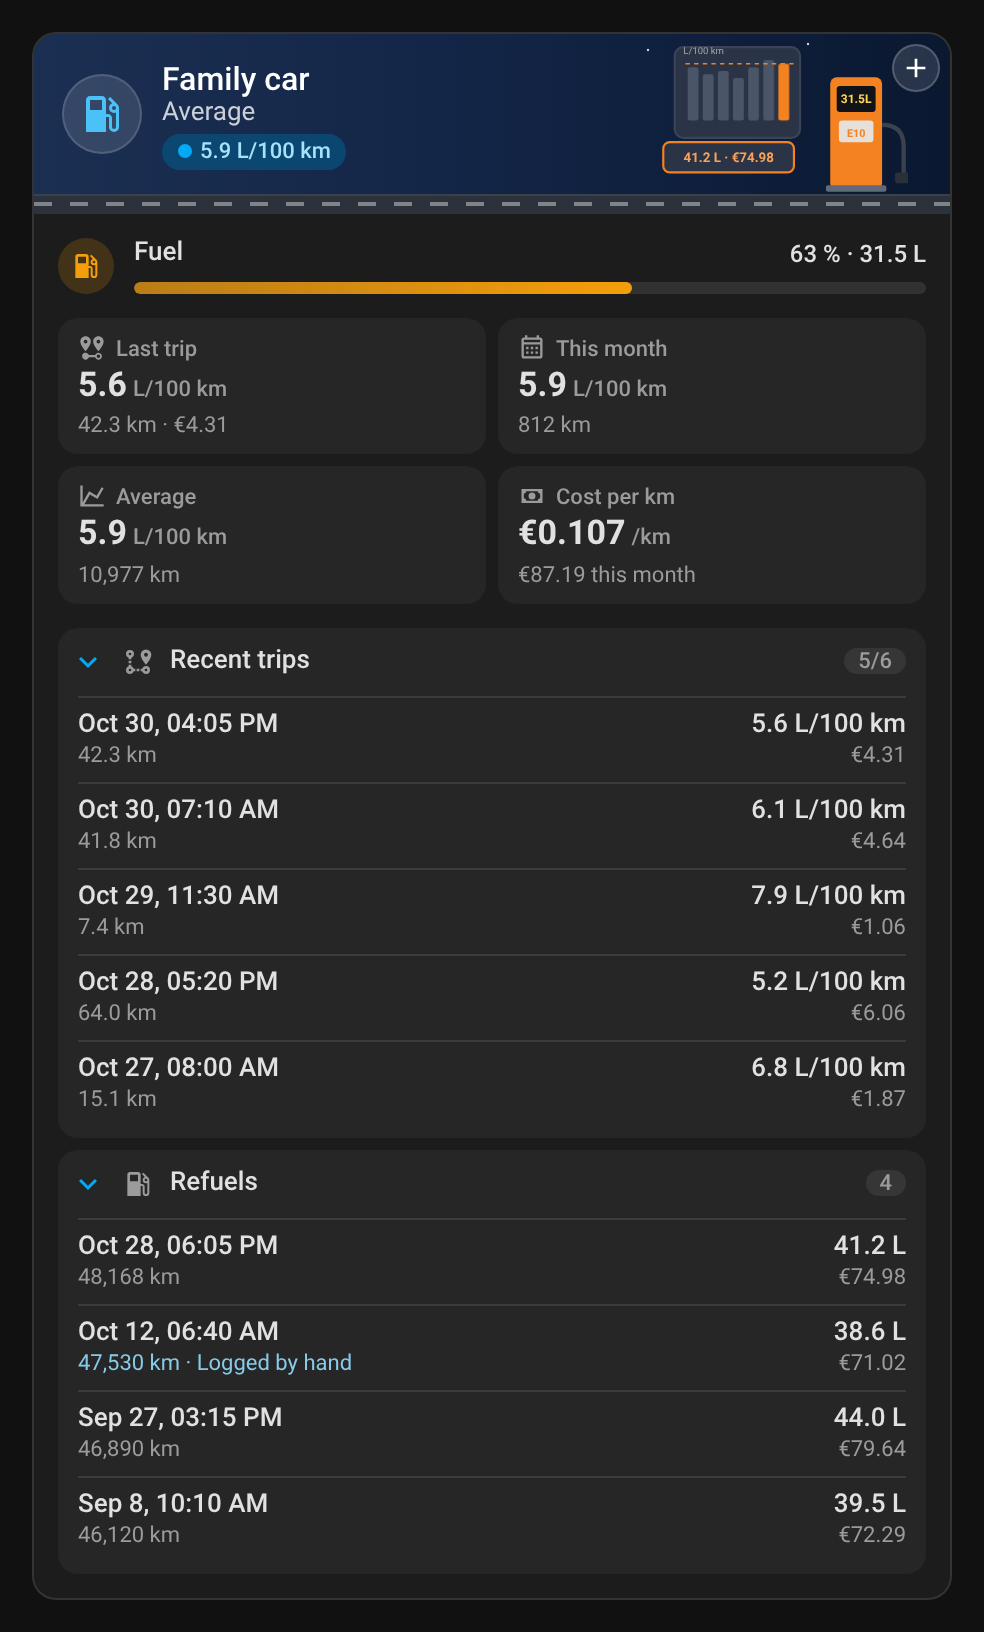 Family car
Average
5.9 L/100 km
L/100 km
41.2 L · €74.98
31.5L
E10
Fuel
63 % · 31.5 L
Last trip
5.6 L/100 km
42.3 km · €4.31
This month
5.9 L/100 km
812 km
Average
5.9 L/100 km
10,977 km
Cost per km
€0.107 /km
€87.19 this month
Recent trips
5/6
Oct 30, 04:05 PM
5.6 L/100 km
42.3 km
€4.31
Oct 30, 07:10 AM
6.1 L/100 km
41.8 km
€4.64
Oct 29, 11:30 AM
7.9 L/100 km
7.4 km
€1.06
Oct 28, 05:20 PM
5.2 L/100 km
64.0 km
€6.06
Oct 27, 08:00 AM
6.8 L/100 km
15.1 km
€1.87
Refuels
4
Oct 28, 06:05 PM
41.2 L
48,168 km
€74.98
Oct 12, 06:40 AM
38.6 L
47,530 km · Logged by hand
€71.02
Sep 27, 03:15 PM
44.0 L
46,890 km
€79.64
Sep 8, 10:10 AM
39.5 L
46,120 km
€72.29